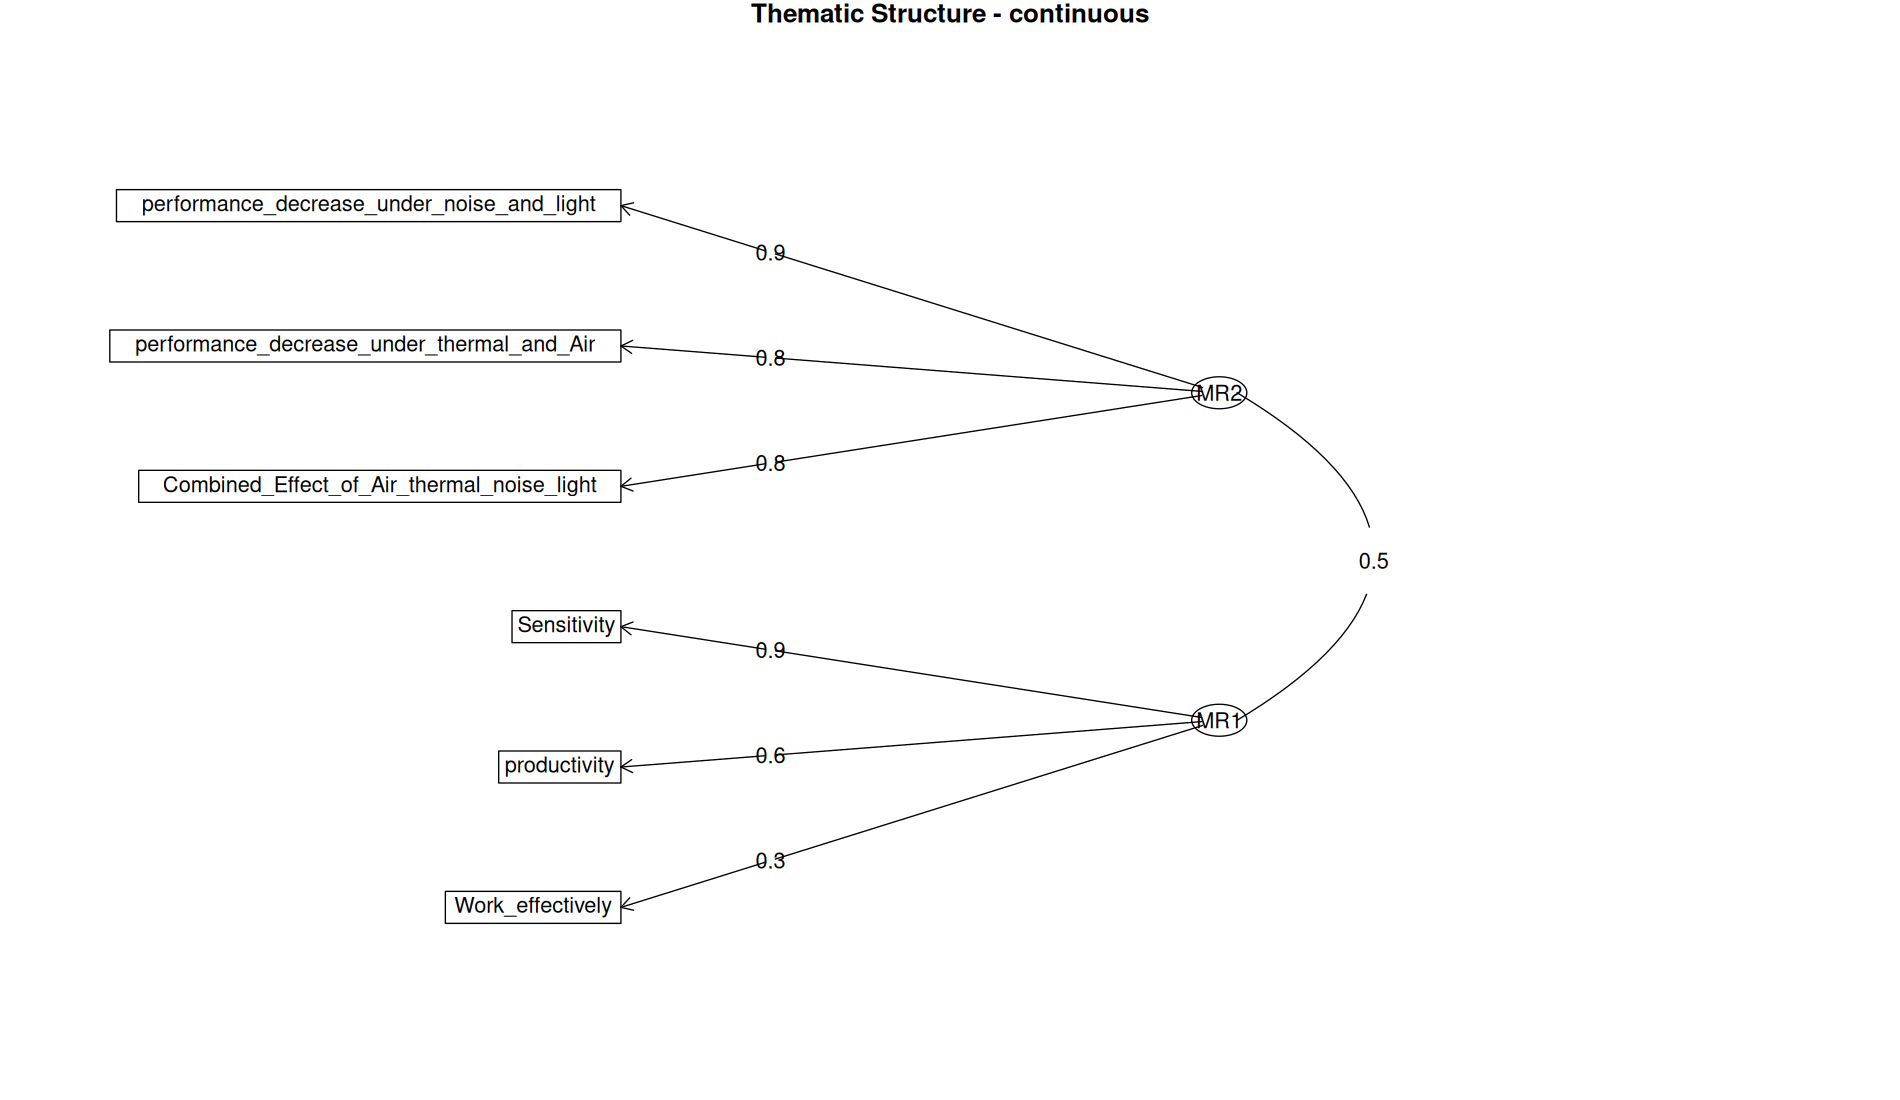 Thematic Structure - continuous
performance_decrease_under_noise_and_light
0.9
performance_decrease_under_thermal_and_Air
0.8
MR2
Combined_Effect_of_Air_thermal_noise_light
0.8
0.5
Sensitivity
0.9
MR1
productivity
0.6
0.3
Work_effectively